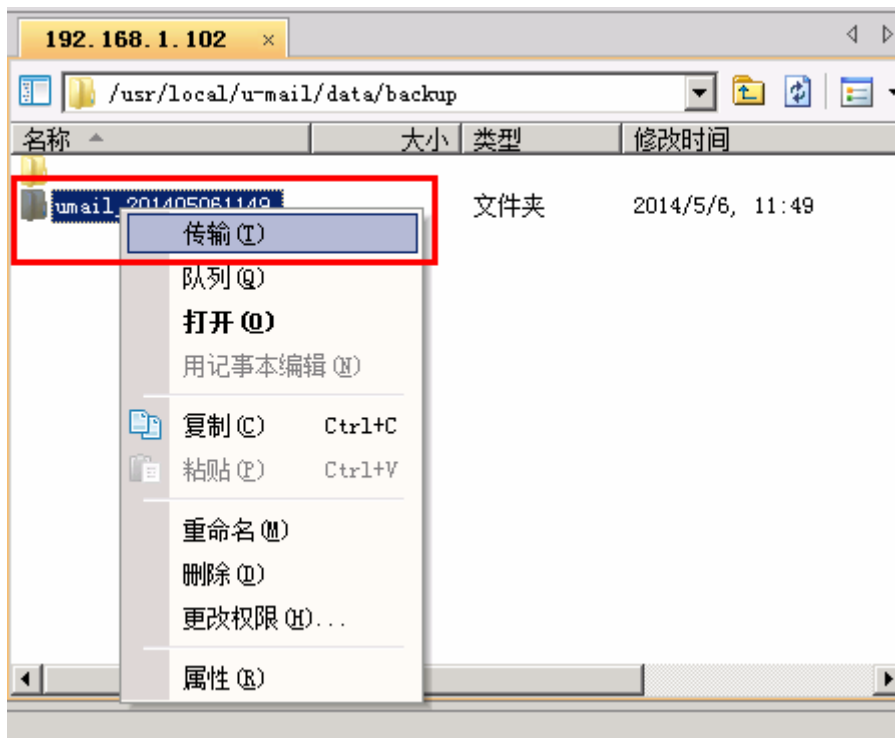 192.168.1.102 ×
/usr/local/u-mail/data/backup
名称 大小 类型 修改时间
umail_201405061149 文件夹 2014/5/6, 11:49
传输(T)
队列(Q)
打开(O)
用记事本编辑(N)
复制(C) Ctrl+C
粘贴(P) Ctrl+V
重命名(M)
删除(D)
更改权限(H)...
属性(R)